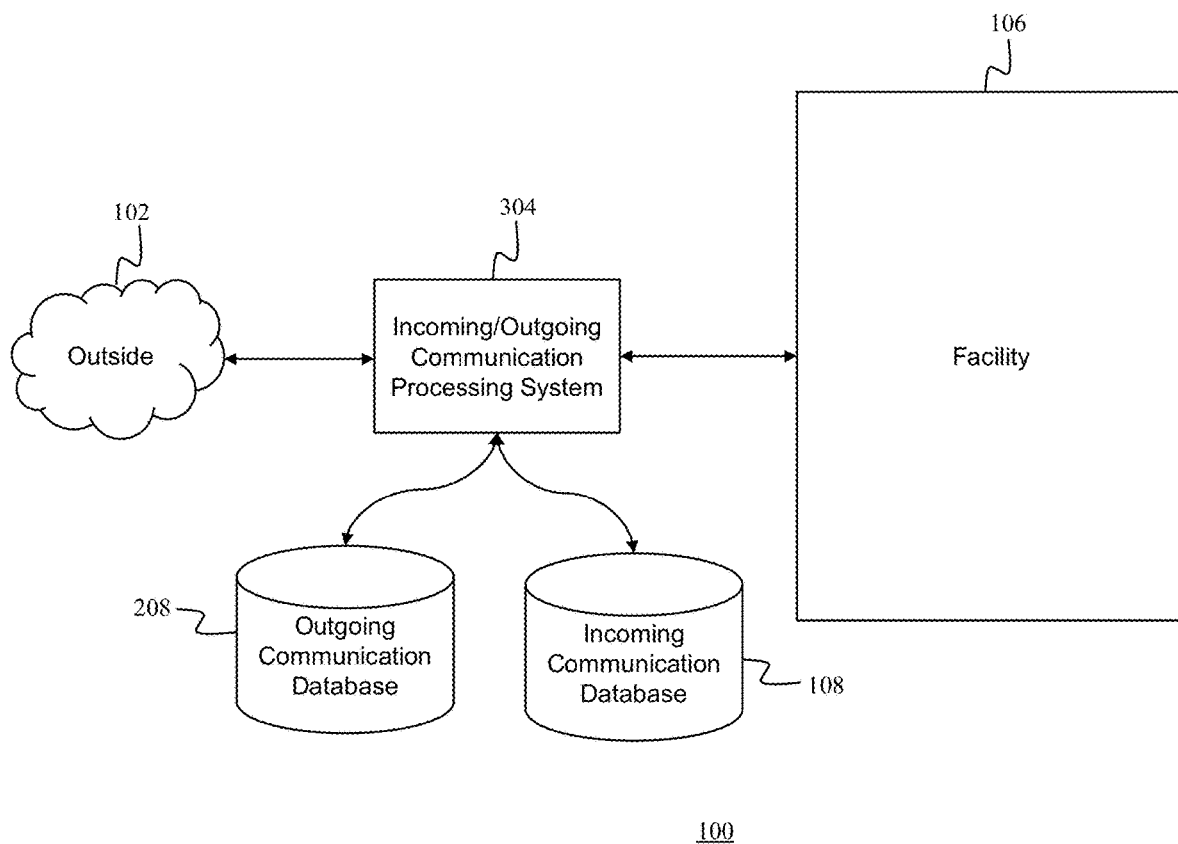 106
102
304
Outside
Incoming/Outgoing
Communication
Processing System
Facility
208
Outgoing
Communication
Database
Incoming
Communication
Database
108
100